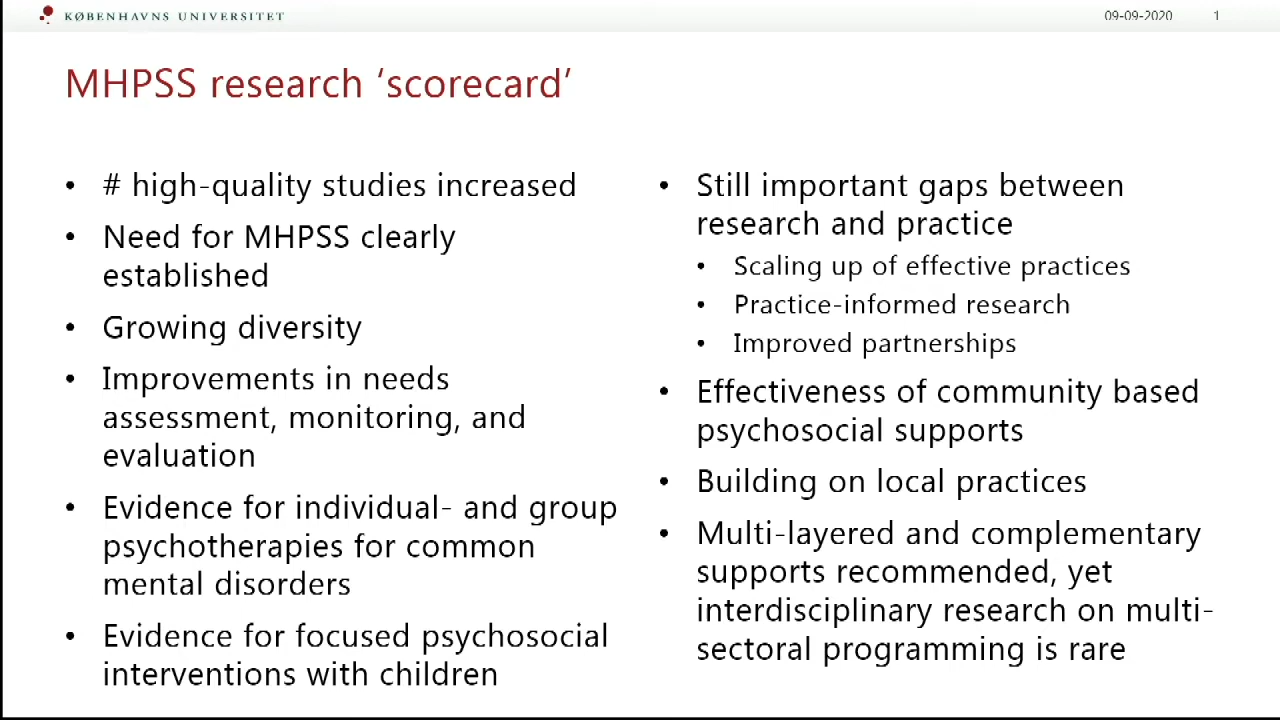 KØBENHAVNS UNIVERSITET
09-09-2020
1
MHPSS research ‘scorecard’
• # high-quality studies increased
• Need for MHPSS clearly
established
• Growing diversity
• Improvements in needs
assessment, monitoring, and
evaluation
• Evidence for individual- and group
psychotherapies for common
mental disorders
• Evidence for focused psychosocial
interventions with children
• Still important gaps between
research and practice
• Scaling up of effective practices
• Practice-informed research
• Improved partnerships
• Effectiveness of community based
psychosocial supports
• Building on local practices
• Multi-layered and complementary
supports recommended, yet
interdisciplinary research on multi-
sectoral programming is rare